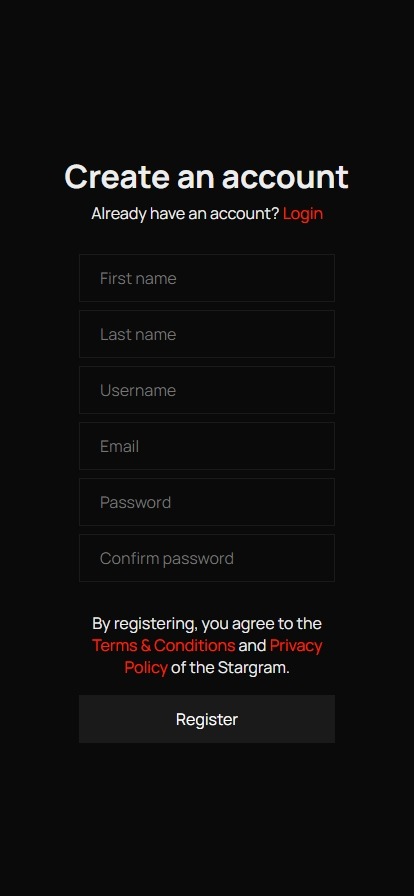 Create an account
Already have an account? Login
First name
Last name
Username
Email
Password
Confirm password
By registering, you agree to the
Terms & Conditions and Privacy
Policy of the Stargram.
Register